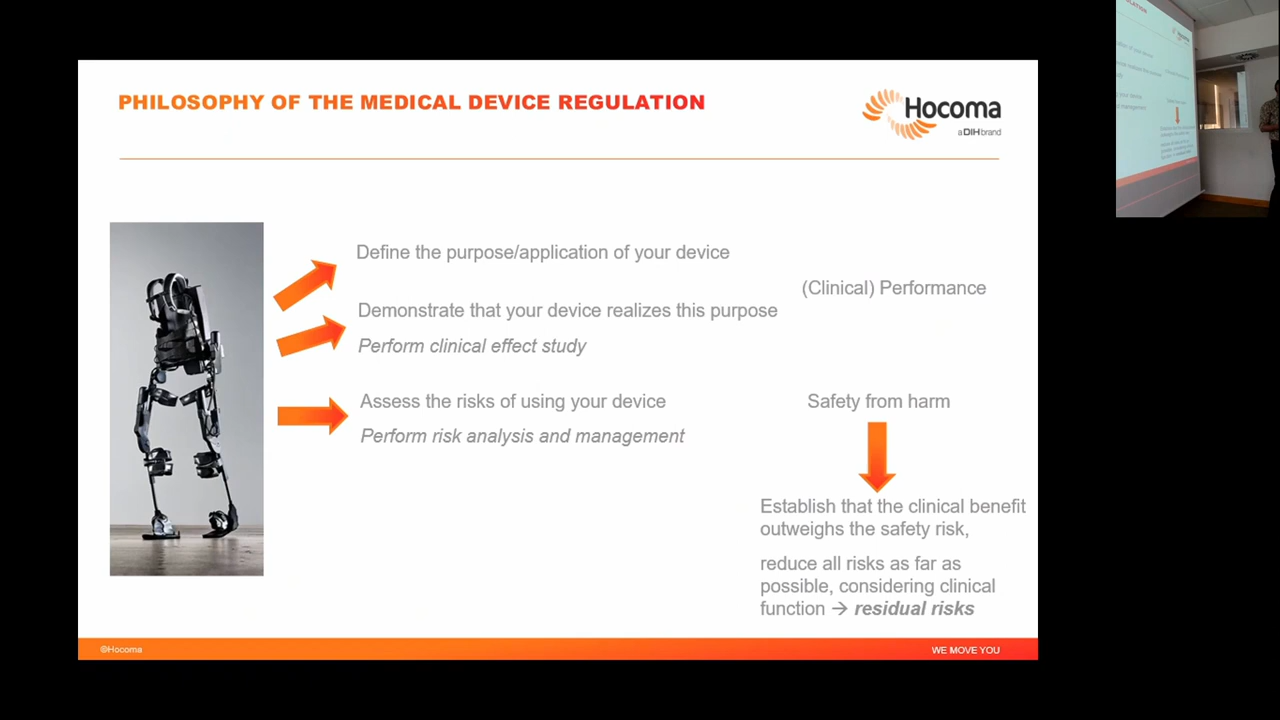 PHILOSOPHY OF THE MEDICAL DEVICE REGULATION
Hocoma
a DIH brand
Define the purpose/application of your device
(Clinical) Performance
Demonstrate that your device realizes this purpose
Perform clinical effect study
Assess the risks of using your device
Safety from harm
Perform risk analysis and management
Establish that the clinical benefit
outweighs the safety risk,
reduce all risks as far as
possible, considering clinical
function → residual risks
©Hocoma
WE MOVE YOU